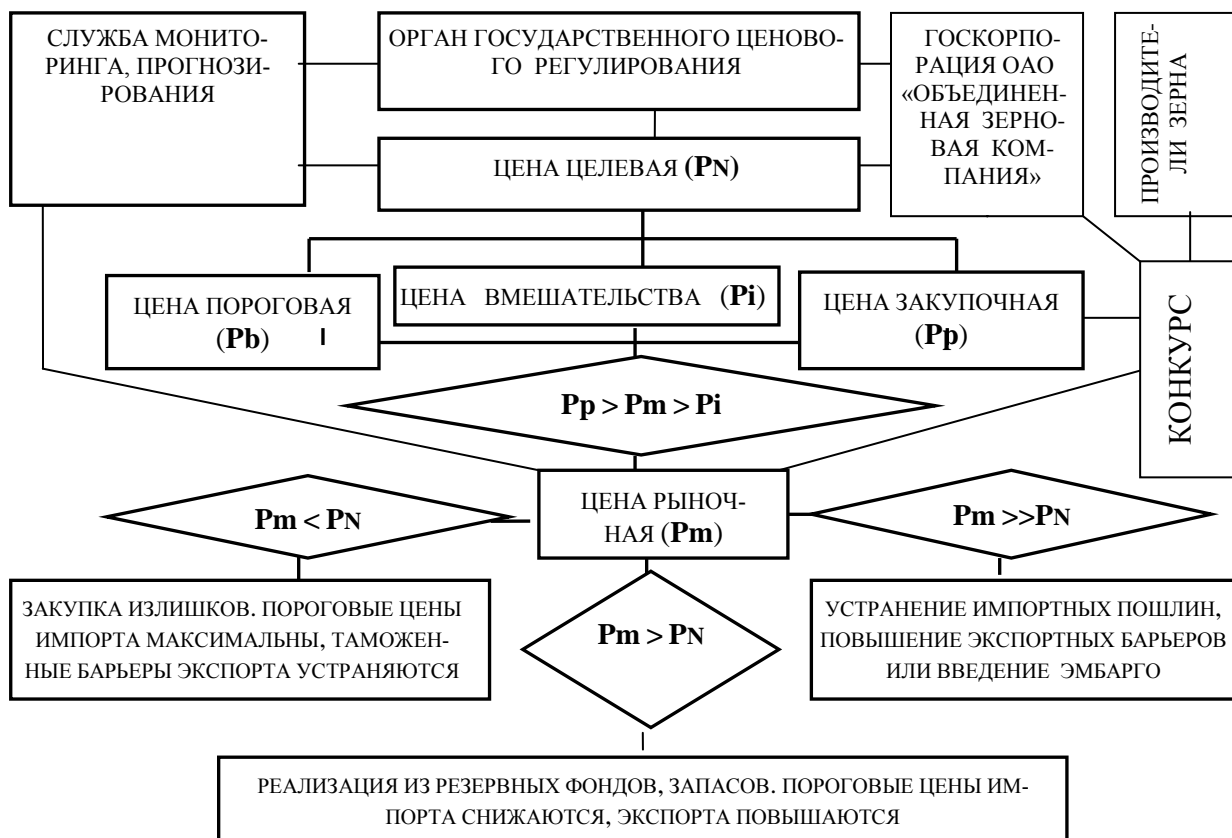 СЛУЖБА МОНИТО-
РИНГА, ПРОГНОЗИ-
РОВАНИЯ
ОРГАН ГОСУДАРСТВЕННОГО ЦЕНОВО-
ГО РЕГУЛИРОВАНИЯ
ГОСКОРПО-
РАЦИЯ ОАО
«ОБЪЕДИНЕН-
НАЯ ЗЕРНО-
ВАЯ КОМ-
ПАНИЯ»
ПРОИЗВОДИТЕ-
ЛИ ЗЕРНА
ЦЕНА ЦЕЛЕВАЯ (PN)
ЦЕНА ПОРОГОВАЯ
(Pb)
ЦЕНА ВМЕШАТЕЛЬСТВА (Pi)
ЦЕНА ЗАКУПОЧНАЯ
(Pp)
КОНКУРС
Pp > Pm > Pi
Pm < PN
ЦЕНА РЫНОЧ-
НАЯ (Pm)
Pm >>PN
ЗАКУПКА ИЗЛИШКОВ. ПОРОГОВЫЕ ЦЕНЫ
ИМПОРТА МАКСИМАЛЬНЫ, ТАМОЖЕН-
НЫЕ БАРЬЕРЫ ЭКСПОРТА УСТРАНЯЮТСЯ
Pm > PN
УСТРАНЕНИЕ ИМПОРТНЫХ ПОШЛИН,
ПОВЫШЕНИЕ ЭКСПОРТНЫХ БАРЬЕРОВ
ИЛИ ВВЕДЕНИЕ ЭМБАРГО
РЕАЛИЗАЦИЯ ИЗ РЕЗЕРВНЫХ ФОНДОВ, ЗАПАСОВ. ПОРОГОВЫЕ ЦЕНЫ ИМ-
ПОРТА СНИЖАЮТСЯ, ЭКСПОРТА ПОВЫШАЮТСЯ